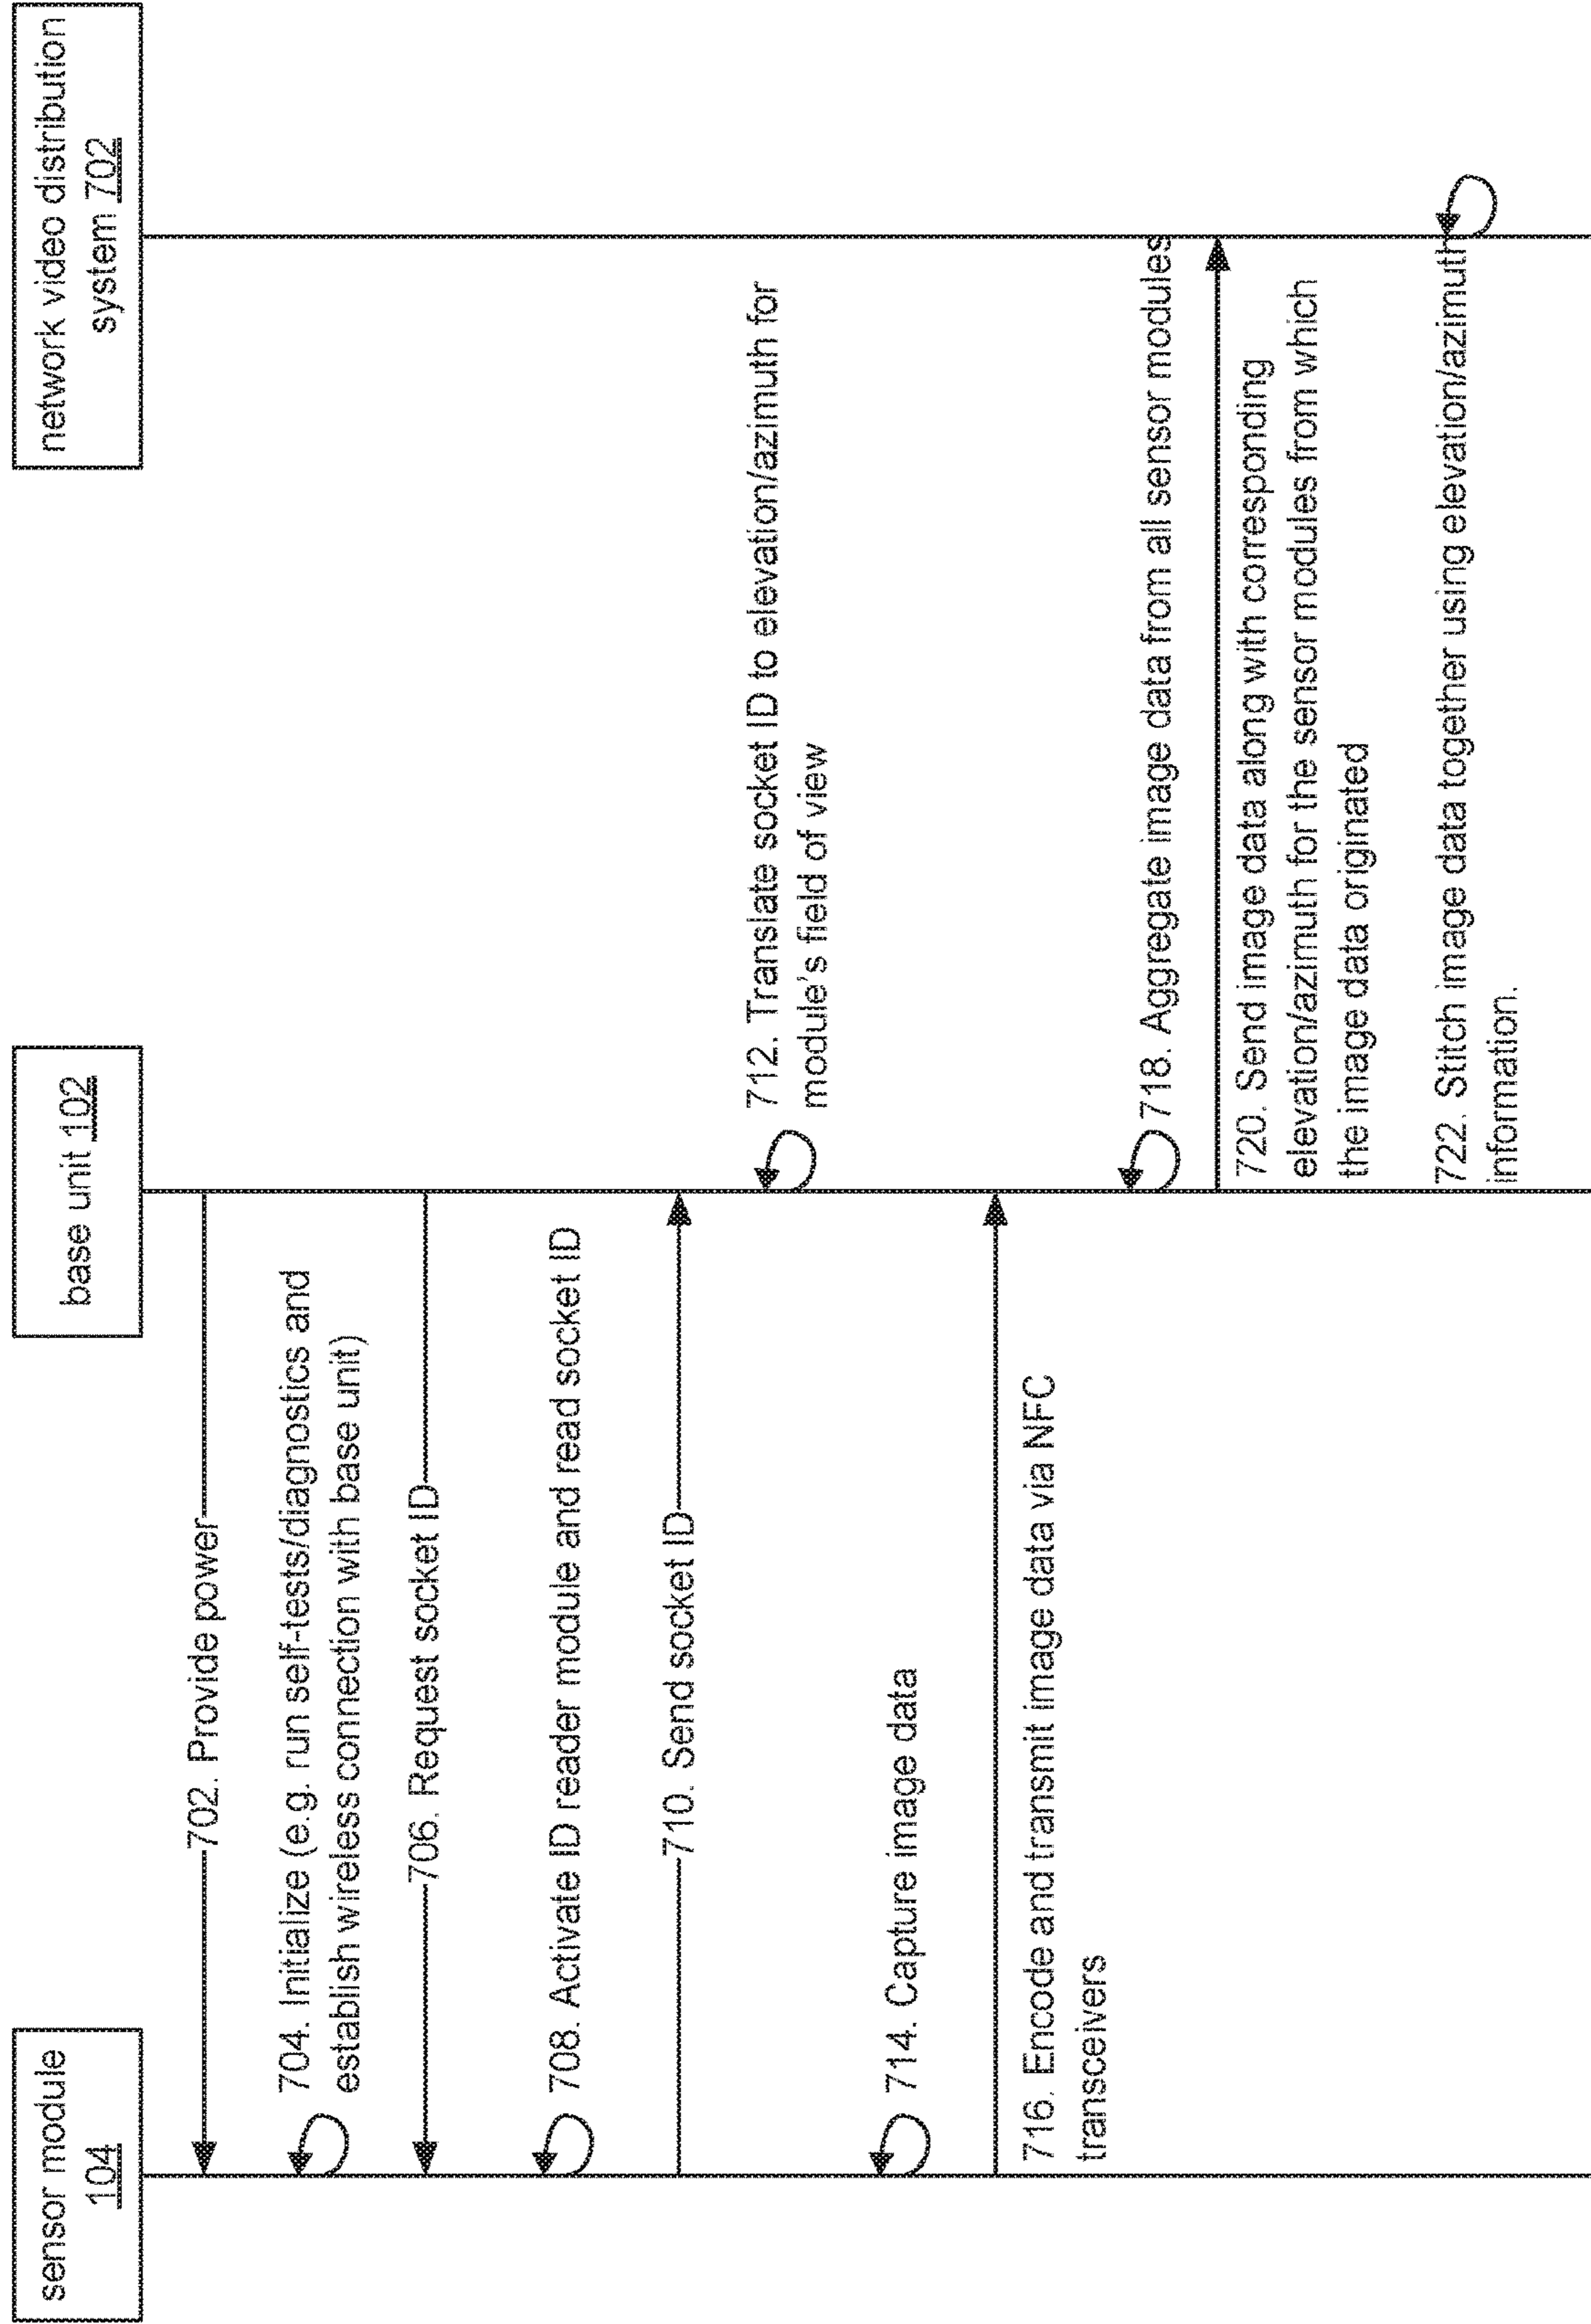 sensor module
104
base unit 102
network video distribution
system 702
702. Provide power
704. Initialize (e.g. run self-tests/diagnostics and
establish wireless connection with base unit)
706. Request socket ID
708. Activate ID reader module and read socket ID
710. Send socket ID
712. Translate socket ID to elevation/azimuth for
module's field of view
714. Capture image data
716. Encode and transmit image data via NFC
transceivers
718. Aggregate image data from all sensor modules
720. Send image data along with corresponding
elevation/azimuth for the sensor modules from which
the image data originated
722. Stitch image data together using elevation/azimuth
information.